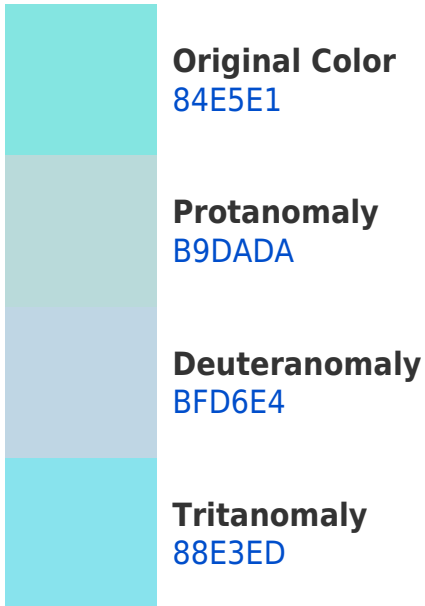 Original Color
84E5E1
Protanomaly
B9DADA
Deuteranomaly
BFD6E4
Tritanomaly
88E3ED